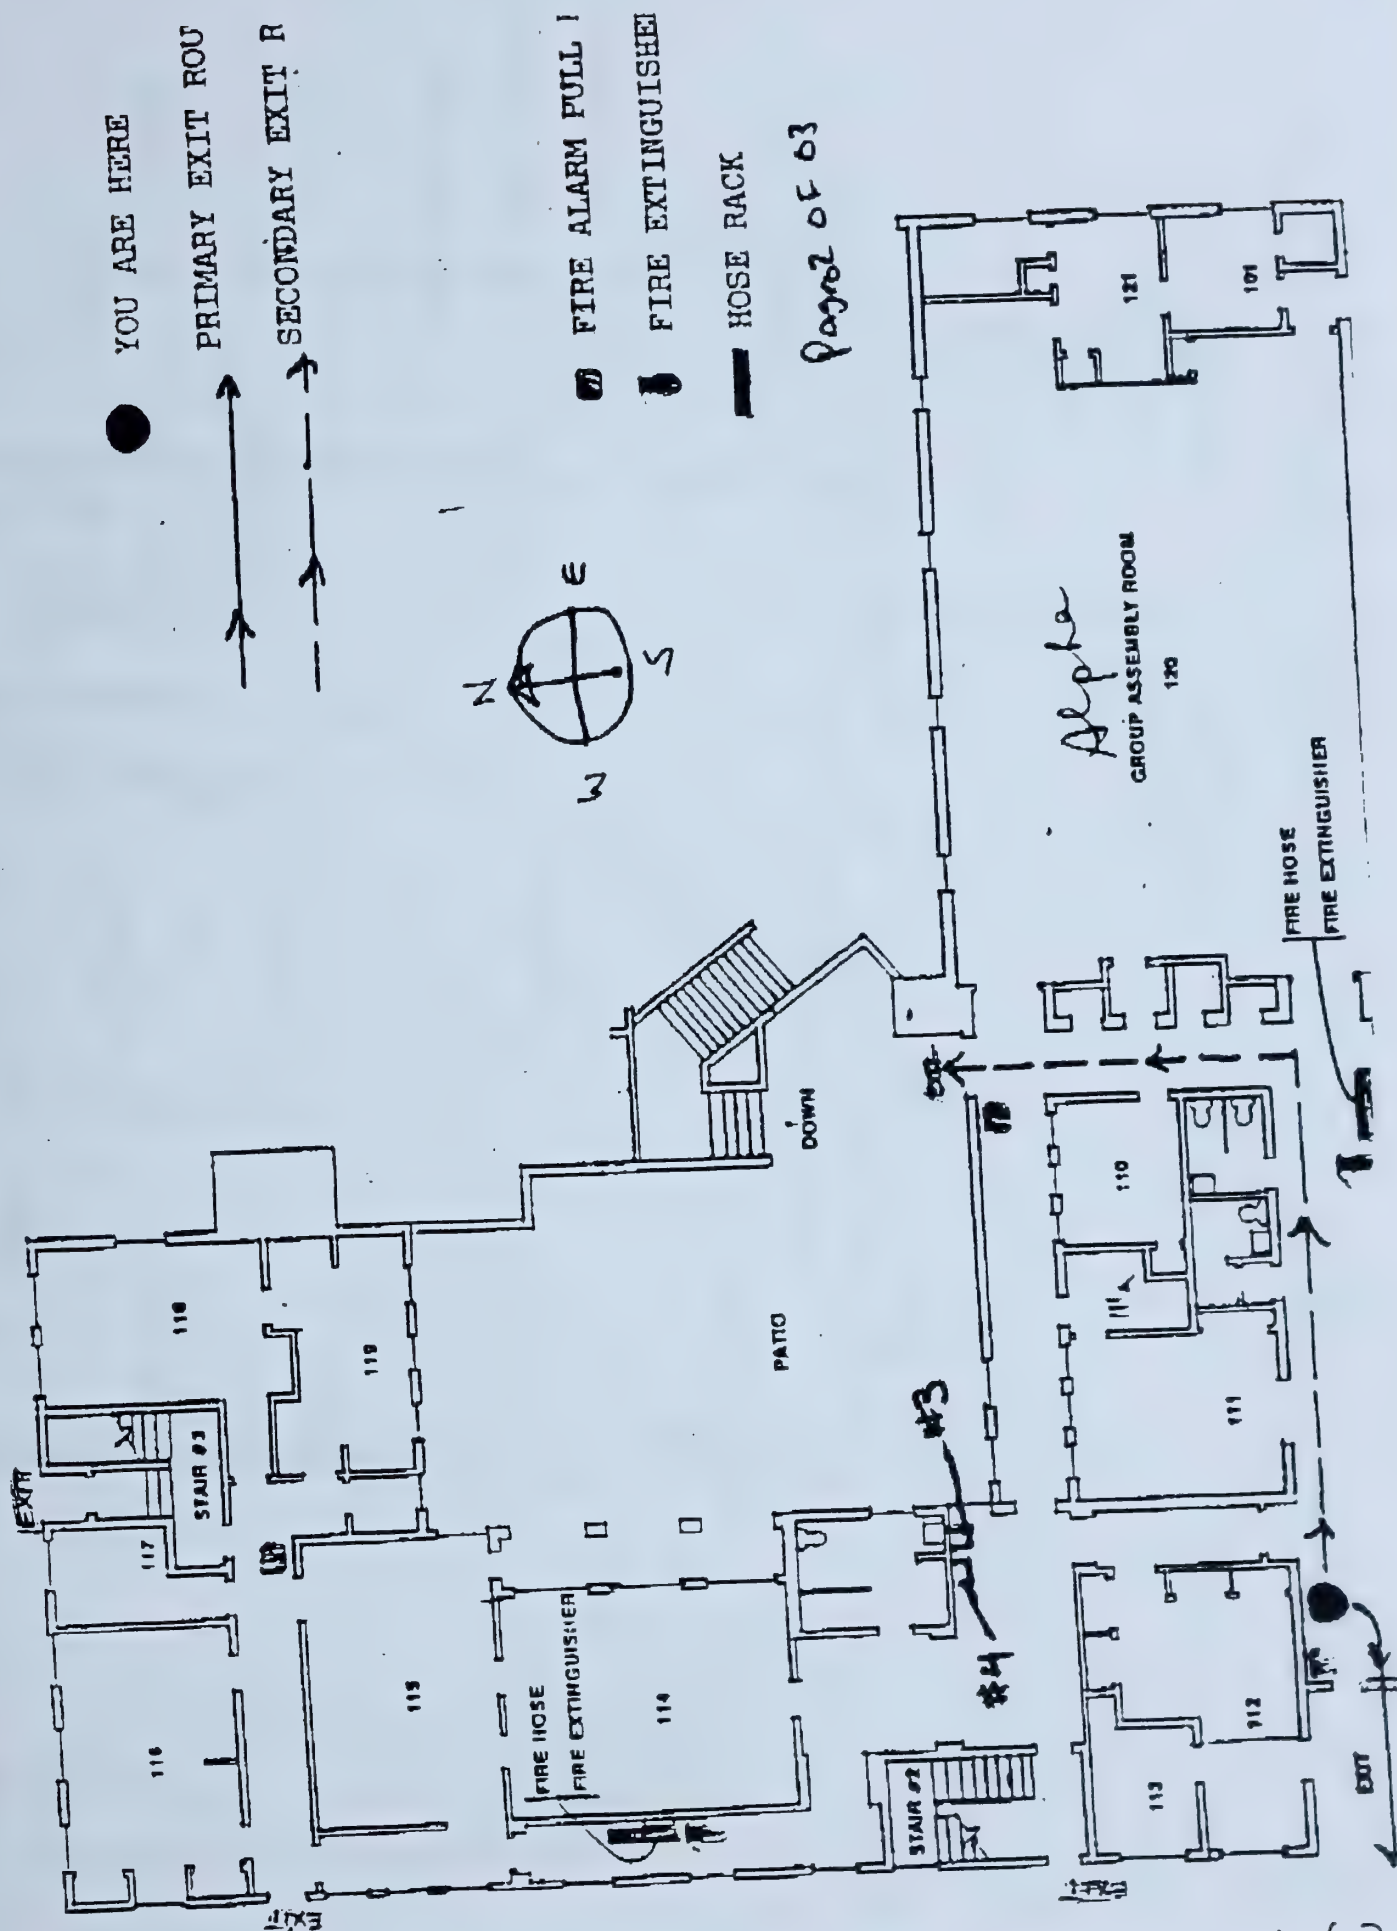 YOU ARE HERE
PRIMARY EXIT ROU
SECONDARY EXIT R
FIRE ALARM PULL
FIRE EXTINGUISHE
HOSE RACK
Page 2 OF 03
N
E
S
W
EXIT
118
119
STAIR #3
117
116
115
FIRE HOSE
FIRE EXTINGUISHER
114
PATIO
DOWN
#3
#4
STAIR #2
121
101
Alpha
GROUP ASSEMBLY ROOM
120
FIRE HOSE
FIRE EXTINGUISHER
110
111
112
113
EXIT
EXIT
EXIT